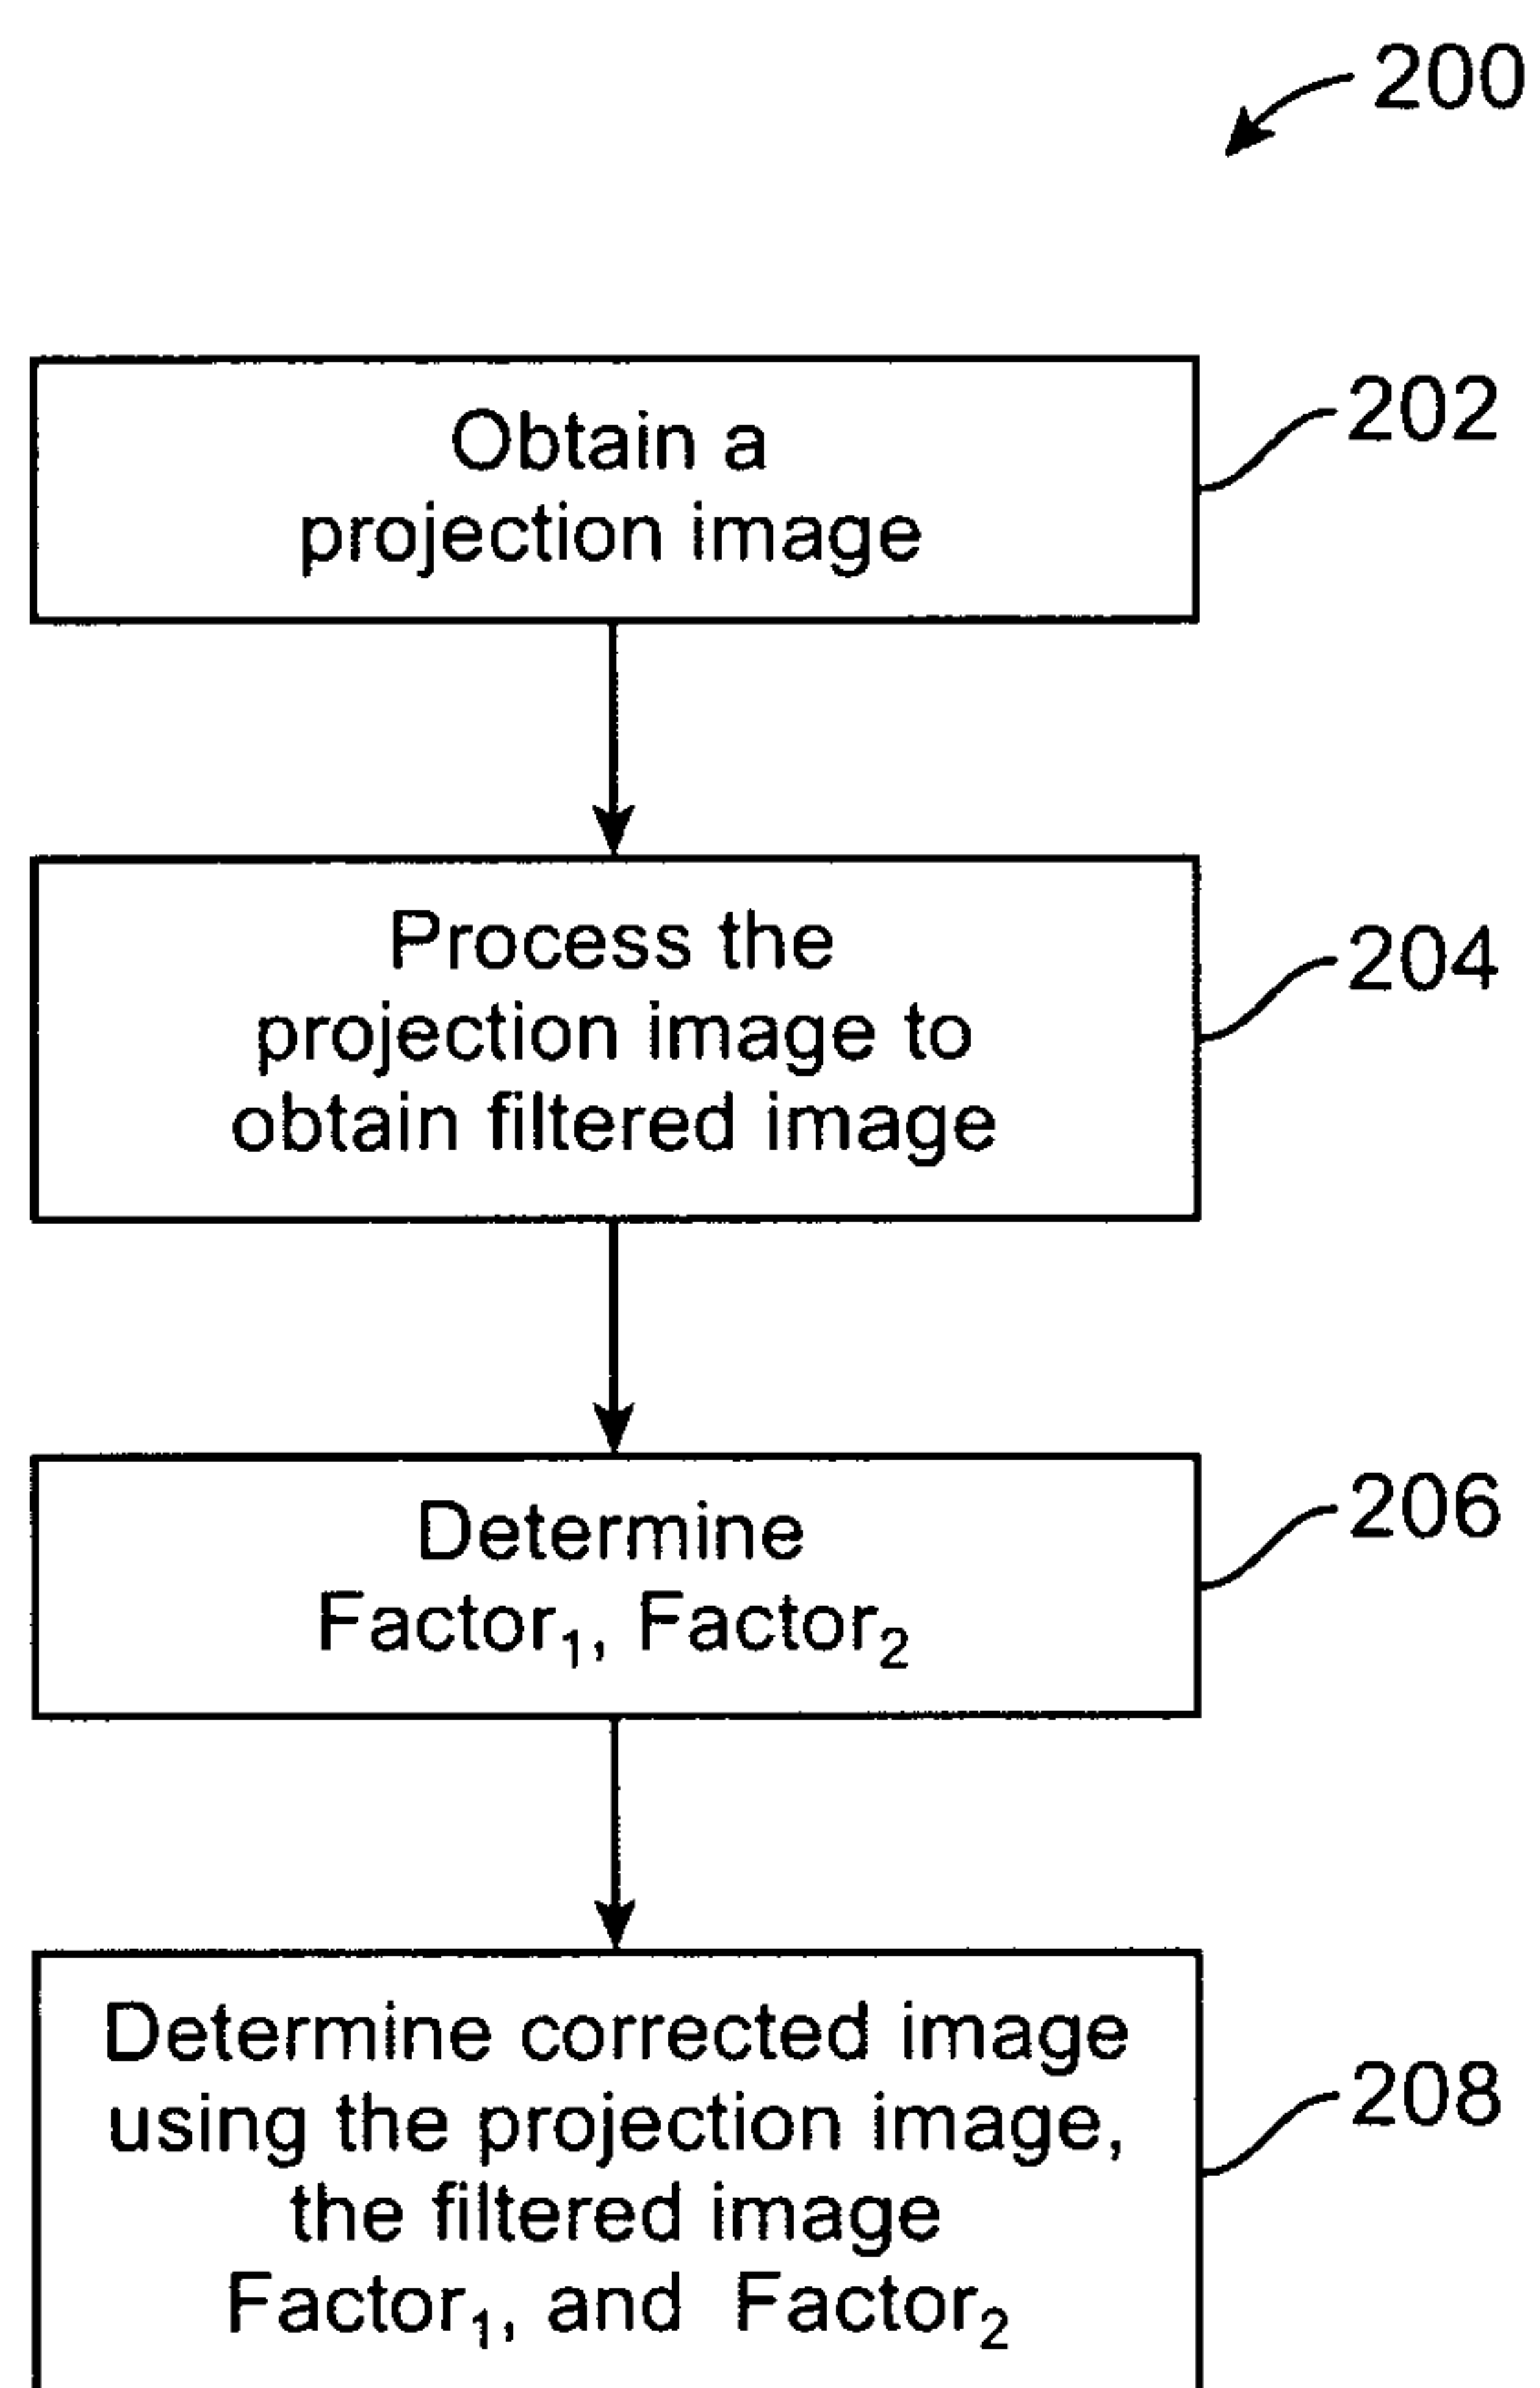 200
Obtain a
projection image
202
Process the
projection image to
obtain filtered image
204
Determine
Factor₁, Factor₂
206
Determine corrected image
using the projection image,
the filtered image
Factor₁, and Factor₂
208